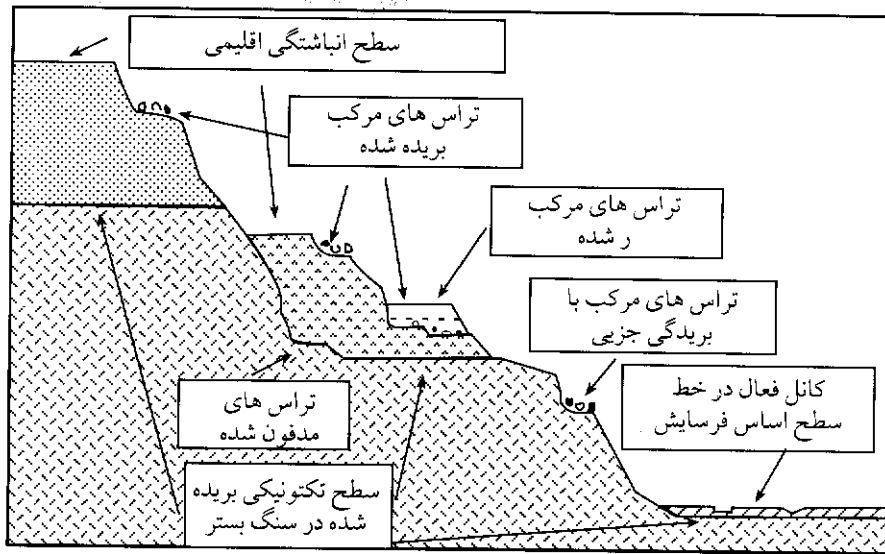 سطح انباشتگی اقلیمی
تراس های مرکب
بریده شده
تراس های مرکب
ر شده
تراس های مرکب با
بریدگی جزیی
کانل فعال در خط
سطح اساس فرسایش
تراس های
مدفون شده
سطح تکتونیکی بریده
شده در سنگ بستر